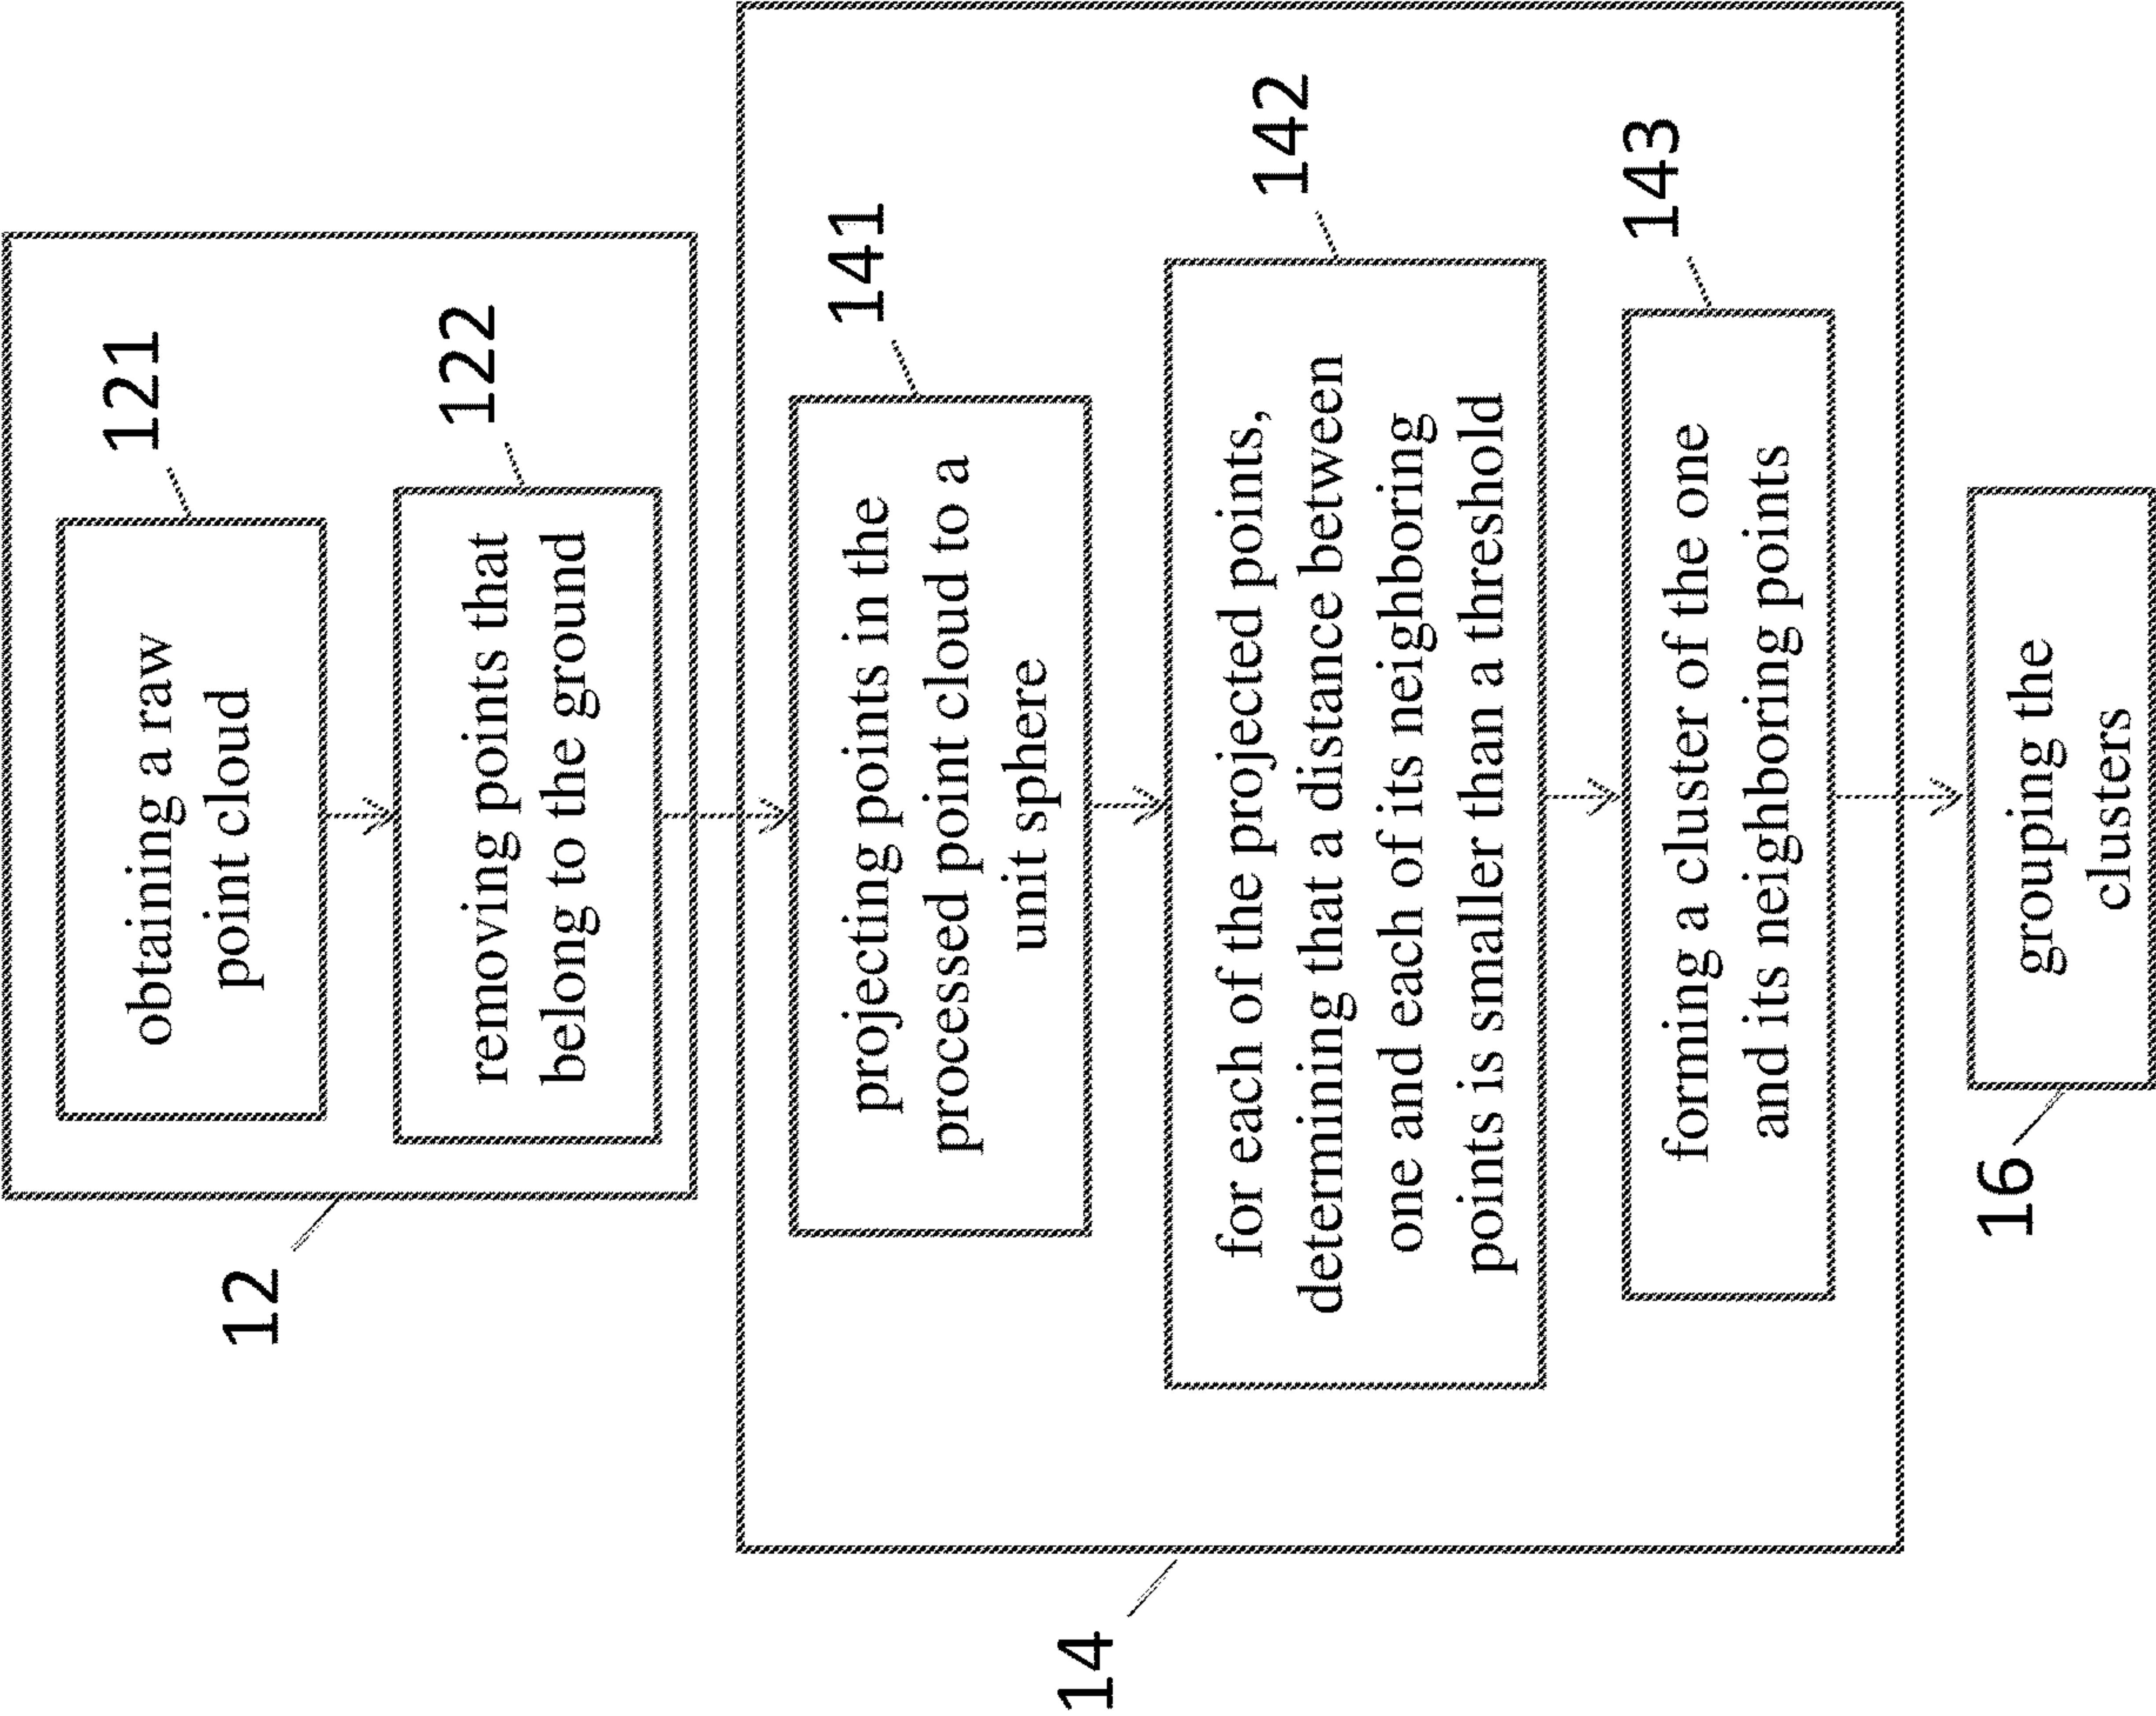 121
obtaining a raw
point cloud
122
removing points that
belong to the ground
12
141
projecting points in the
processed point cloud to a
unit sphere
142
for each of the projected points,
determining that a distance between
one and each of its neighboring
points is smaller than a threshold
143
forming a cluster of the one
and its neighboring points
14
16
grouping the
clusters